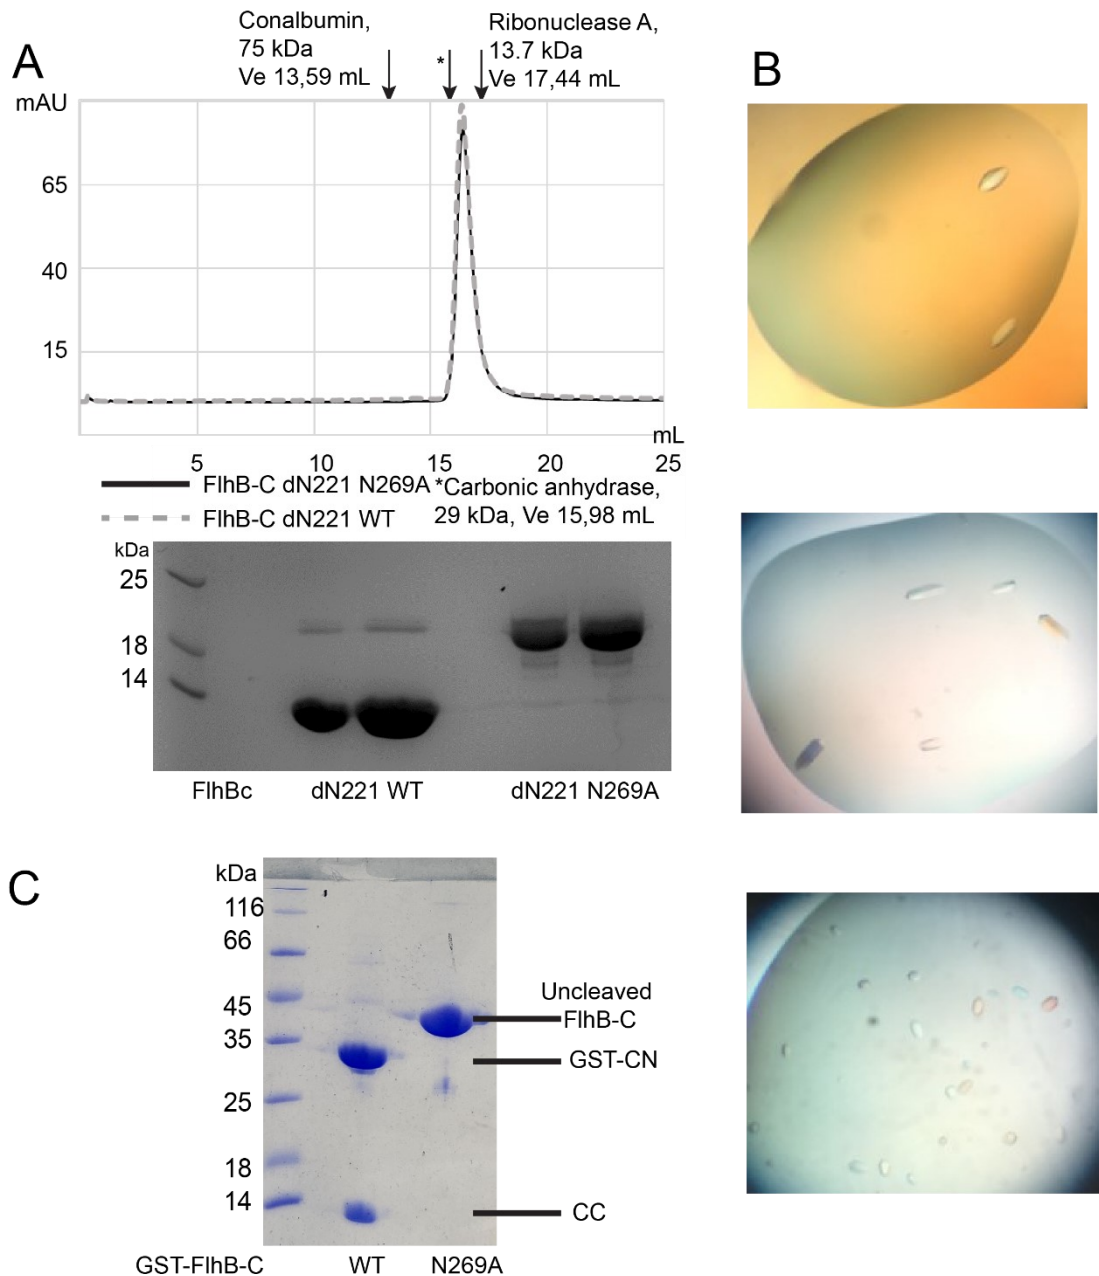 A
Conalbumin,
75 kDa
Ve 13,59 mL
*
Ribonuclease A,
13.7 kDa
Ve 17,44 mL
mAU
65
40
15
mL
5 10 15 20 25
FlhB-C dN221 N269A
FlhB-C dN221 WT
*Carbonic anhydrase,
29 kDa, Ve 15,98 mL
kDa
25
18
14
FlhBc dN221 WT dN221 N269A
B
C
kDa
116
66
45
35
25
18
14
Uncleaved
FlhB-C
GST-CN
CC
GST-FlhB-C WT N269A